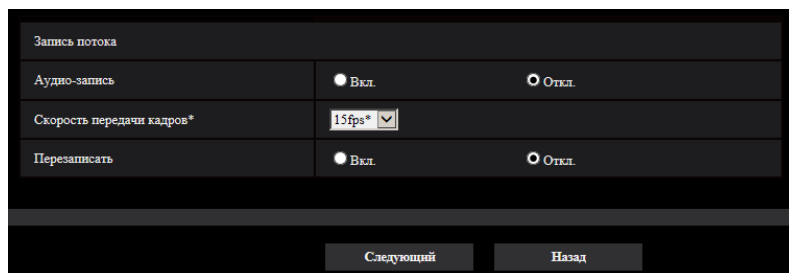 Запись потока
Аудио-запись Вкл. Откл.
Скорость передачи кадров* 15fps*
Перезаписать Вкл. Откл.
Следующий Назад